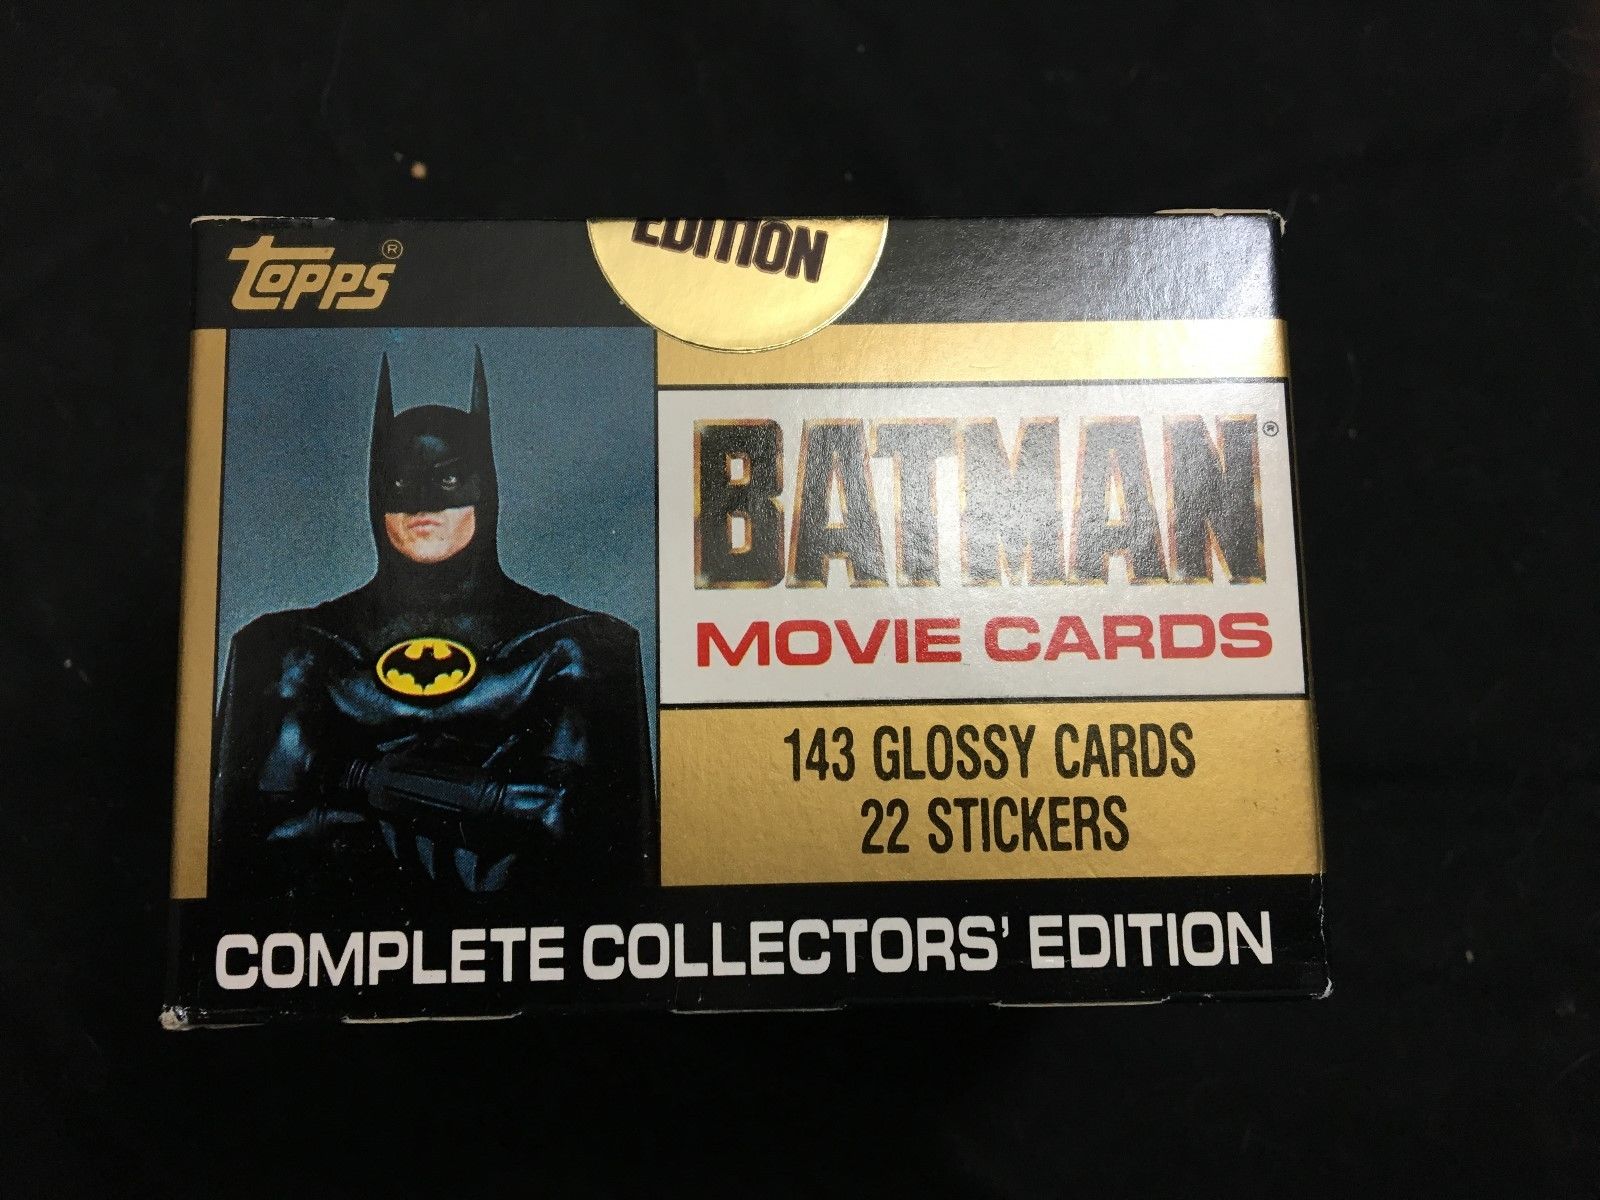 topps®
EDITION
BATMAN®
MOVIE CARDS
143 GLOSSY CARDS
22 STICKERS
COMPLETE COLLECTORS' EDITION